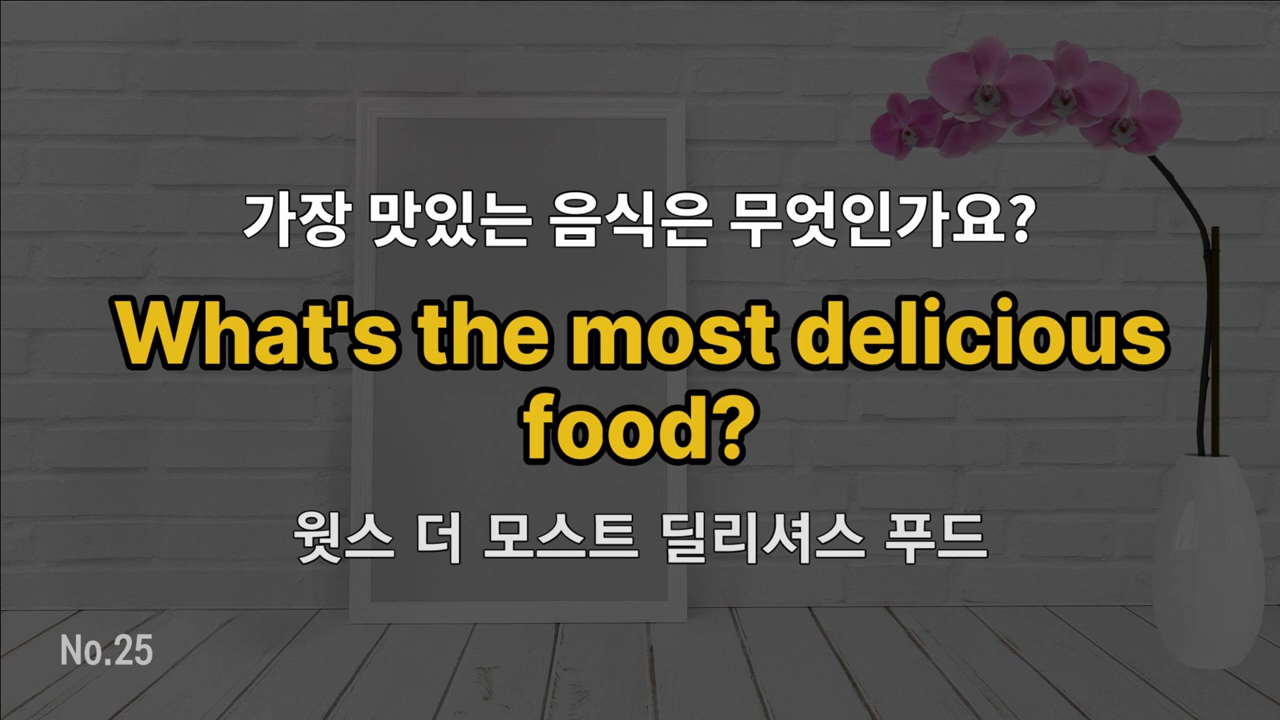 가장 맛있는 음식은 무엇인가요?
What's the most delicious
food?
윗스 더 모스트 딜리셔스 푸드
No.25